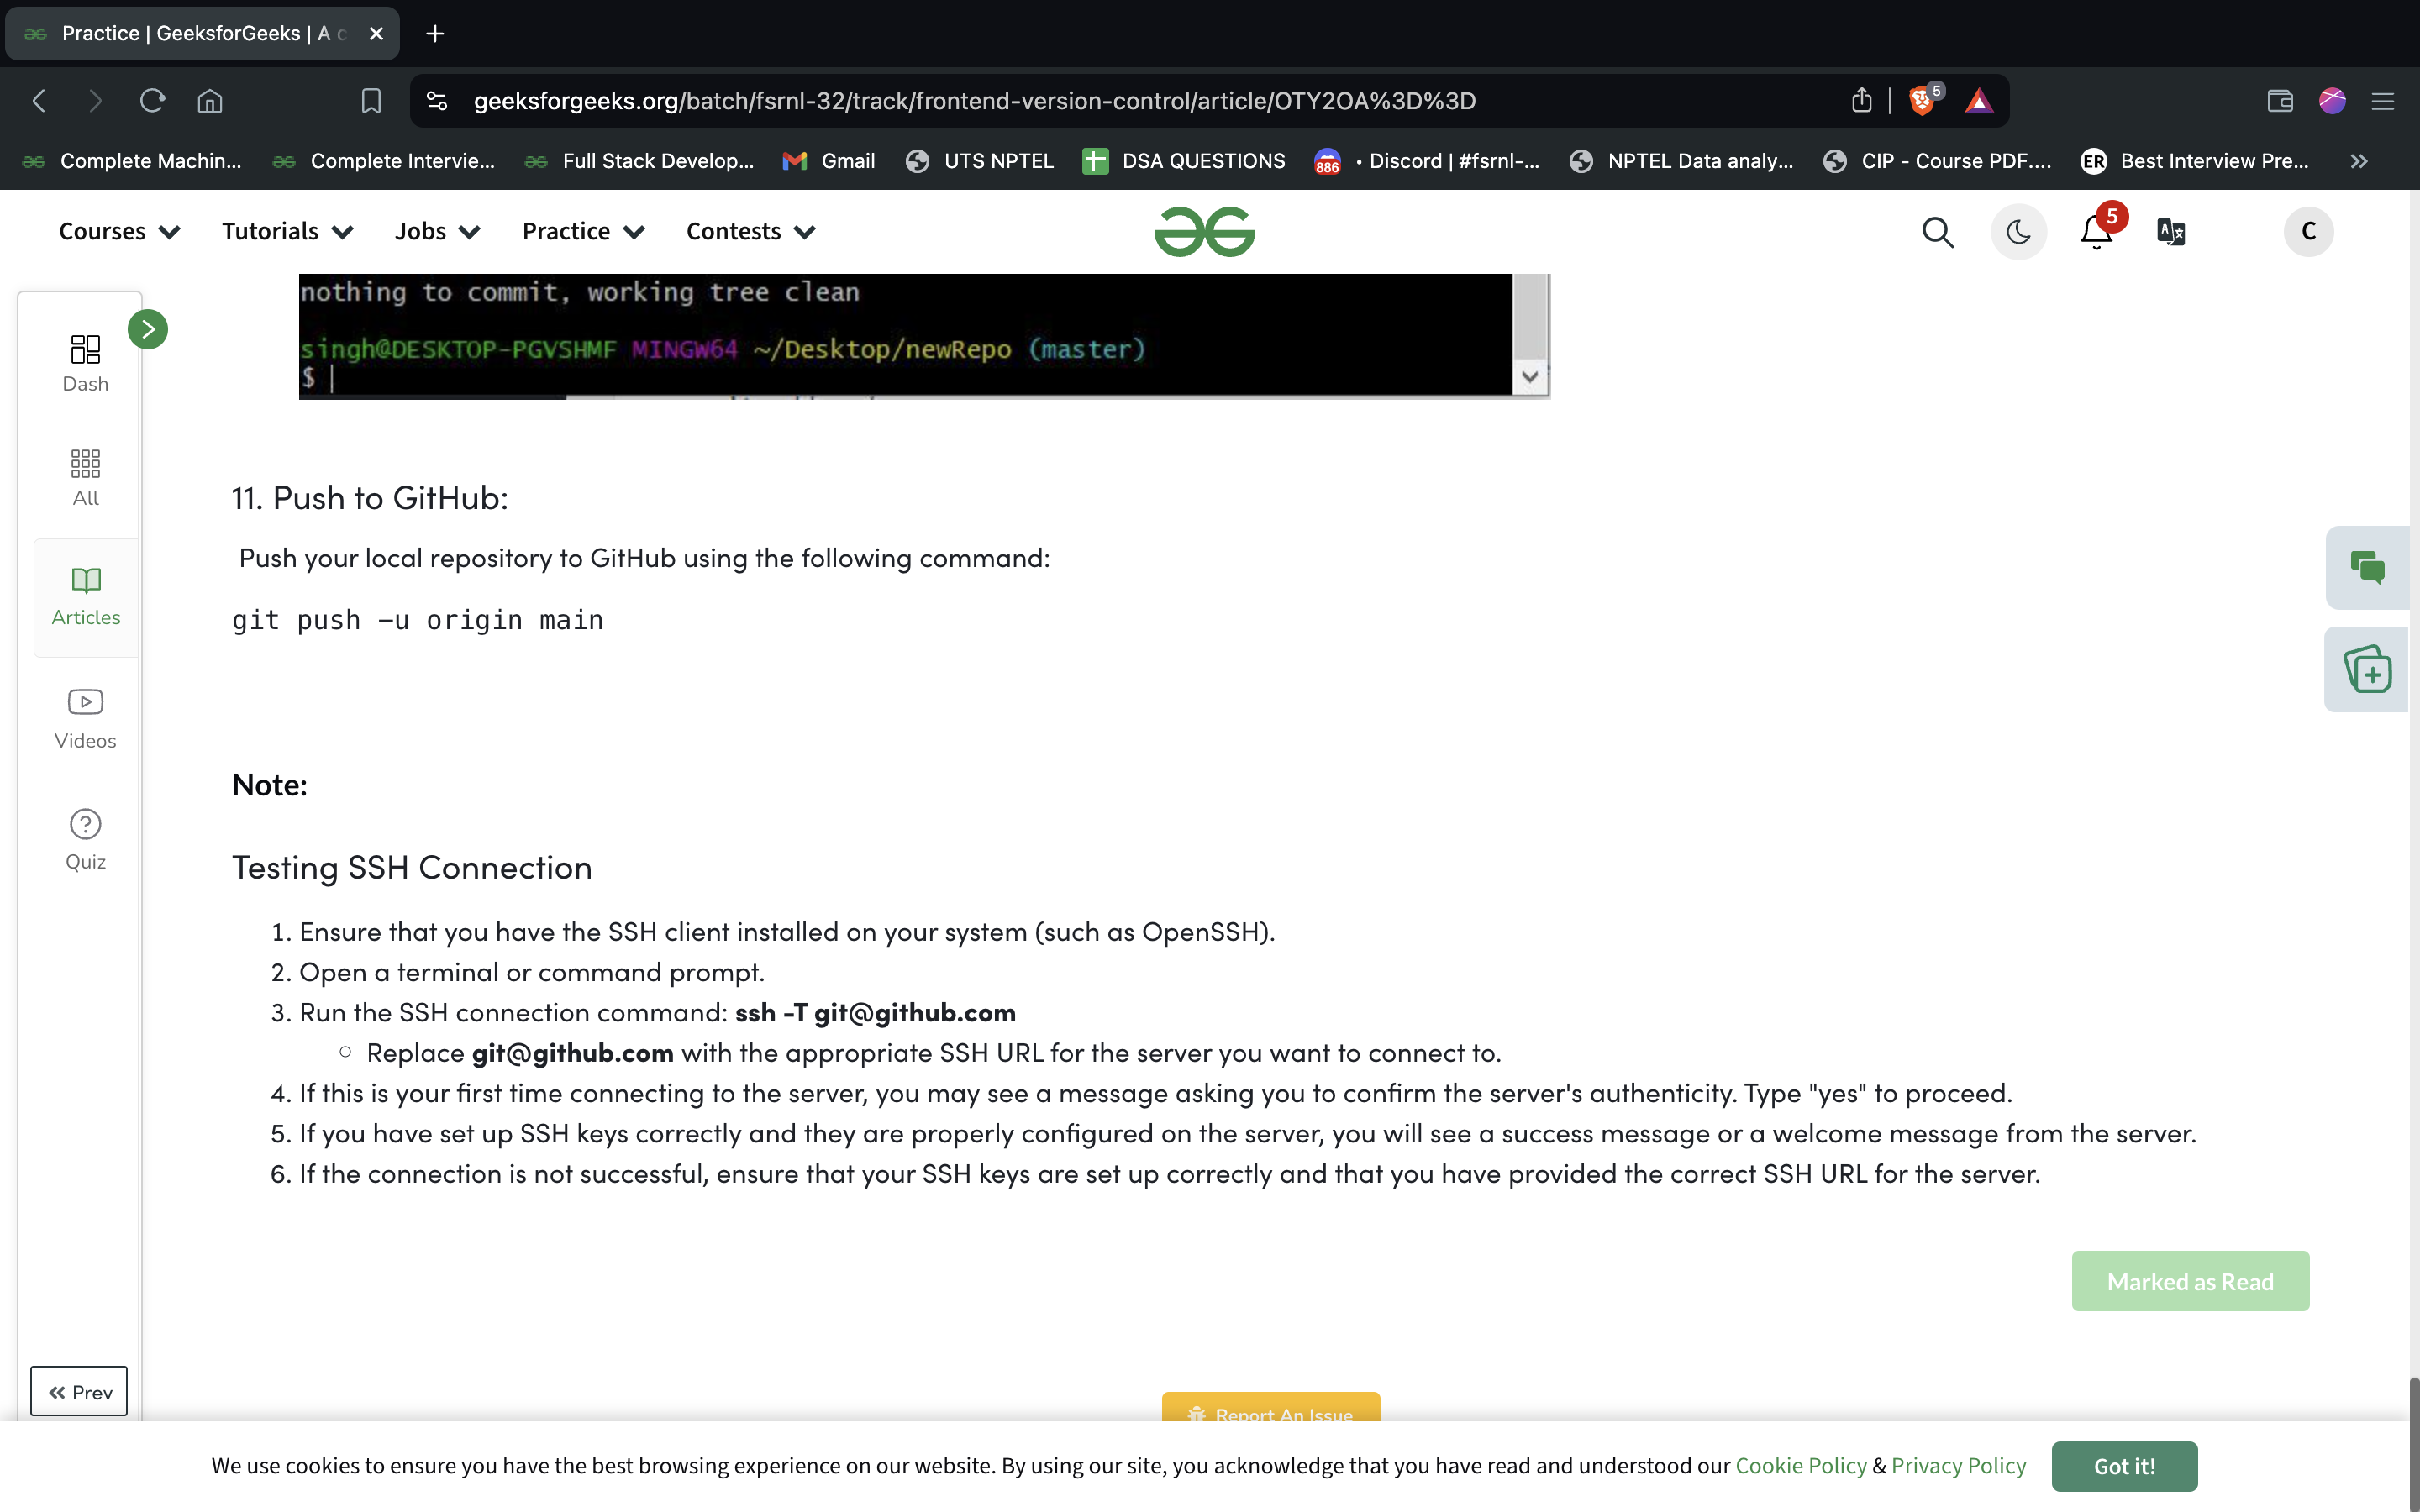 Practice | GeeksforGeeks | A c
geeksforgeeks.org/batch/fsrnl-32/track/frontend-version-control/article/OTY2OA%3D%3D
5
Complete Machin... Complete Intervie... Full Stack Develop... Gmail UTS NPTEL DSA QUESTIONS 886 • Discord | #fsrnl-... NPTEL Data analy... CIP - Course PDF.... ER Best Interview Pre...
Courses Tutorials Jobs Practice Contests 5 C
nothing to commit, working tree clean
singh@DESKTOP-PGVSHMF MINGW64 ~/Desktop/newRepo (master)
$
Dash
All
Articles
Videos
Quiz
11. Push to GitHub:
Push your local repository to GitHub using the following command:
git push –u origin main
Note:
Testing SSH Connection
1. Ensure that you have the SSH client installed on your system (such as OpenSSH).
2. Open a terminal or command prompt.
3. Run the SSH connection command: ssh -T git@github.com
○ Replace git@github.com with the appropriate SSH URL for the server you want to connect to.
4. If this is your first time connecting to the server, you may see a message asking you to confirm the server's authenticity. Type "yes" to proceed.
5. If you have set up SSH keys correctly and they are properly configured on the server, you will see a success message or a welcome message from the server.
6. If the connection is not successful, ensure that your SSH keys are set up correctly and that you have provided the correct SSH URL for the server.
Marked as Read
Prev
Report An Issue
We use cookies to ensure you have the best browsing experience on our website. By using our site, you acknowledge that you have read and understood our Cookie Policy & Privacy Policy
Got it!